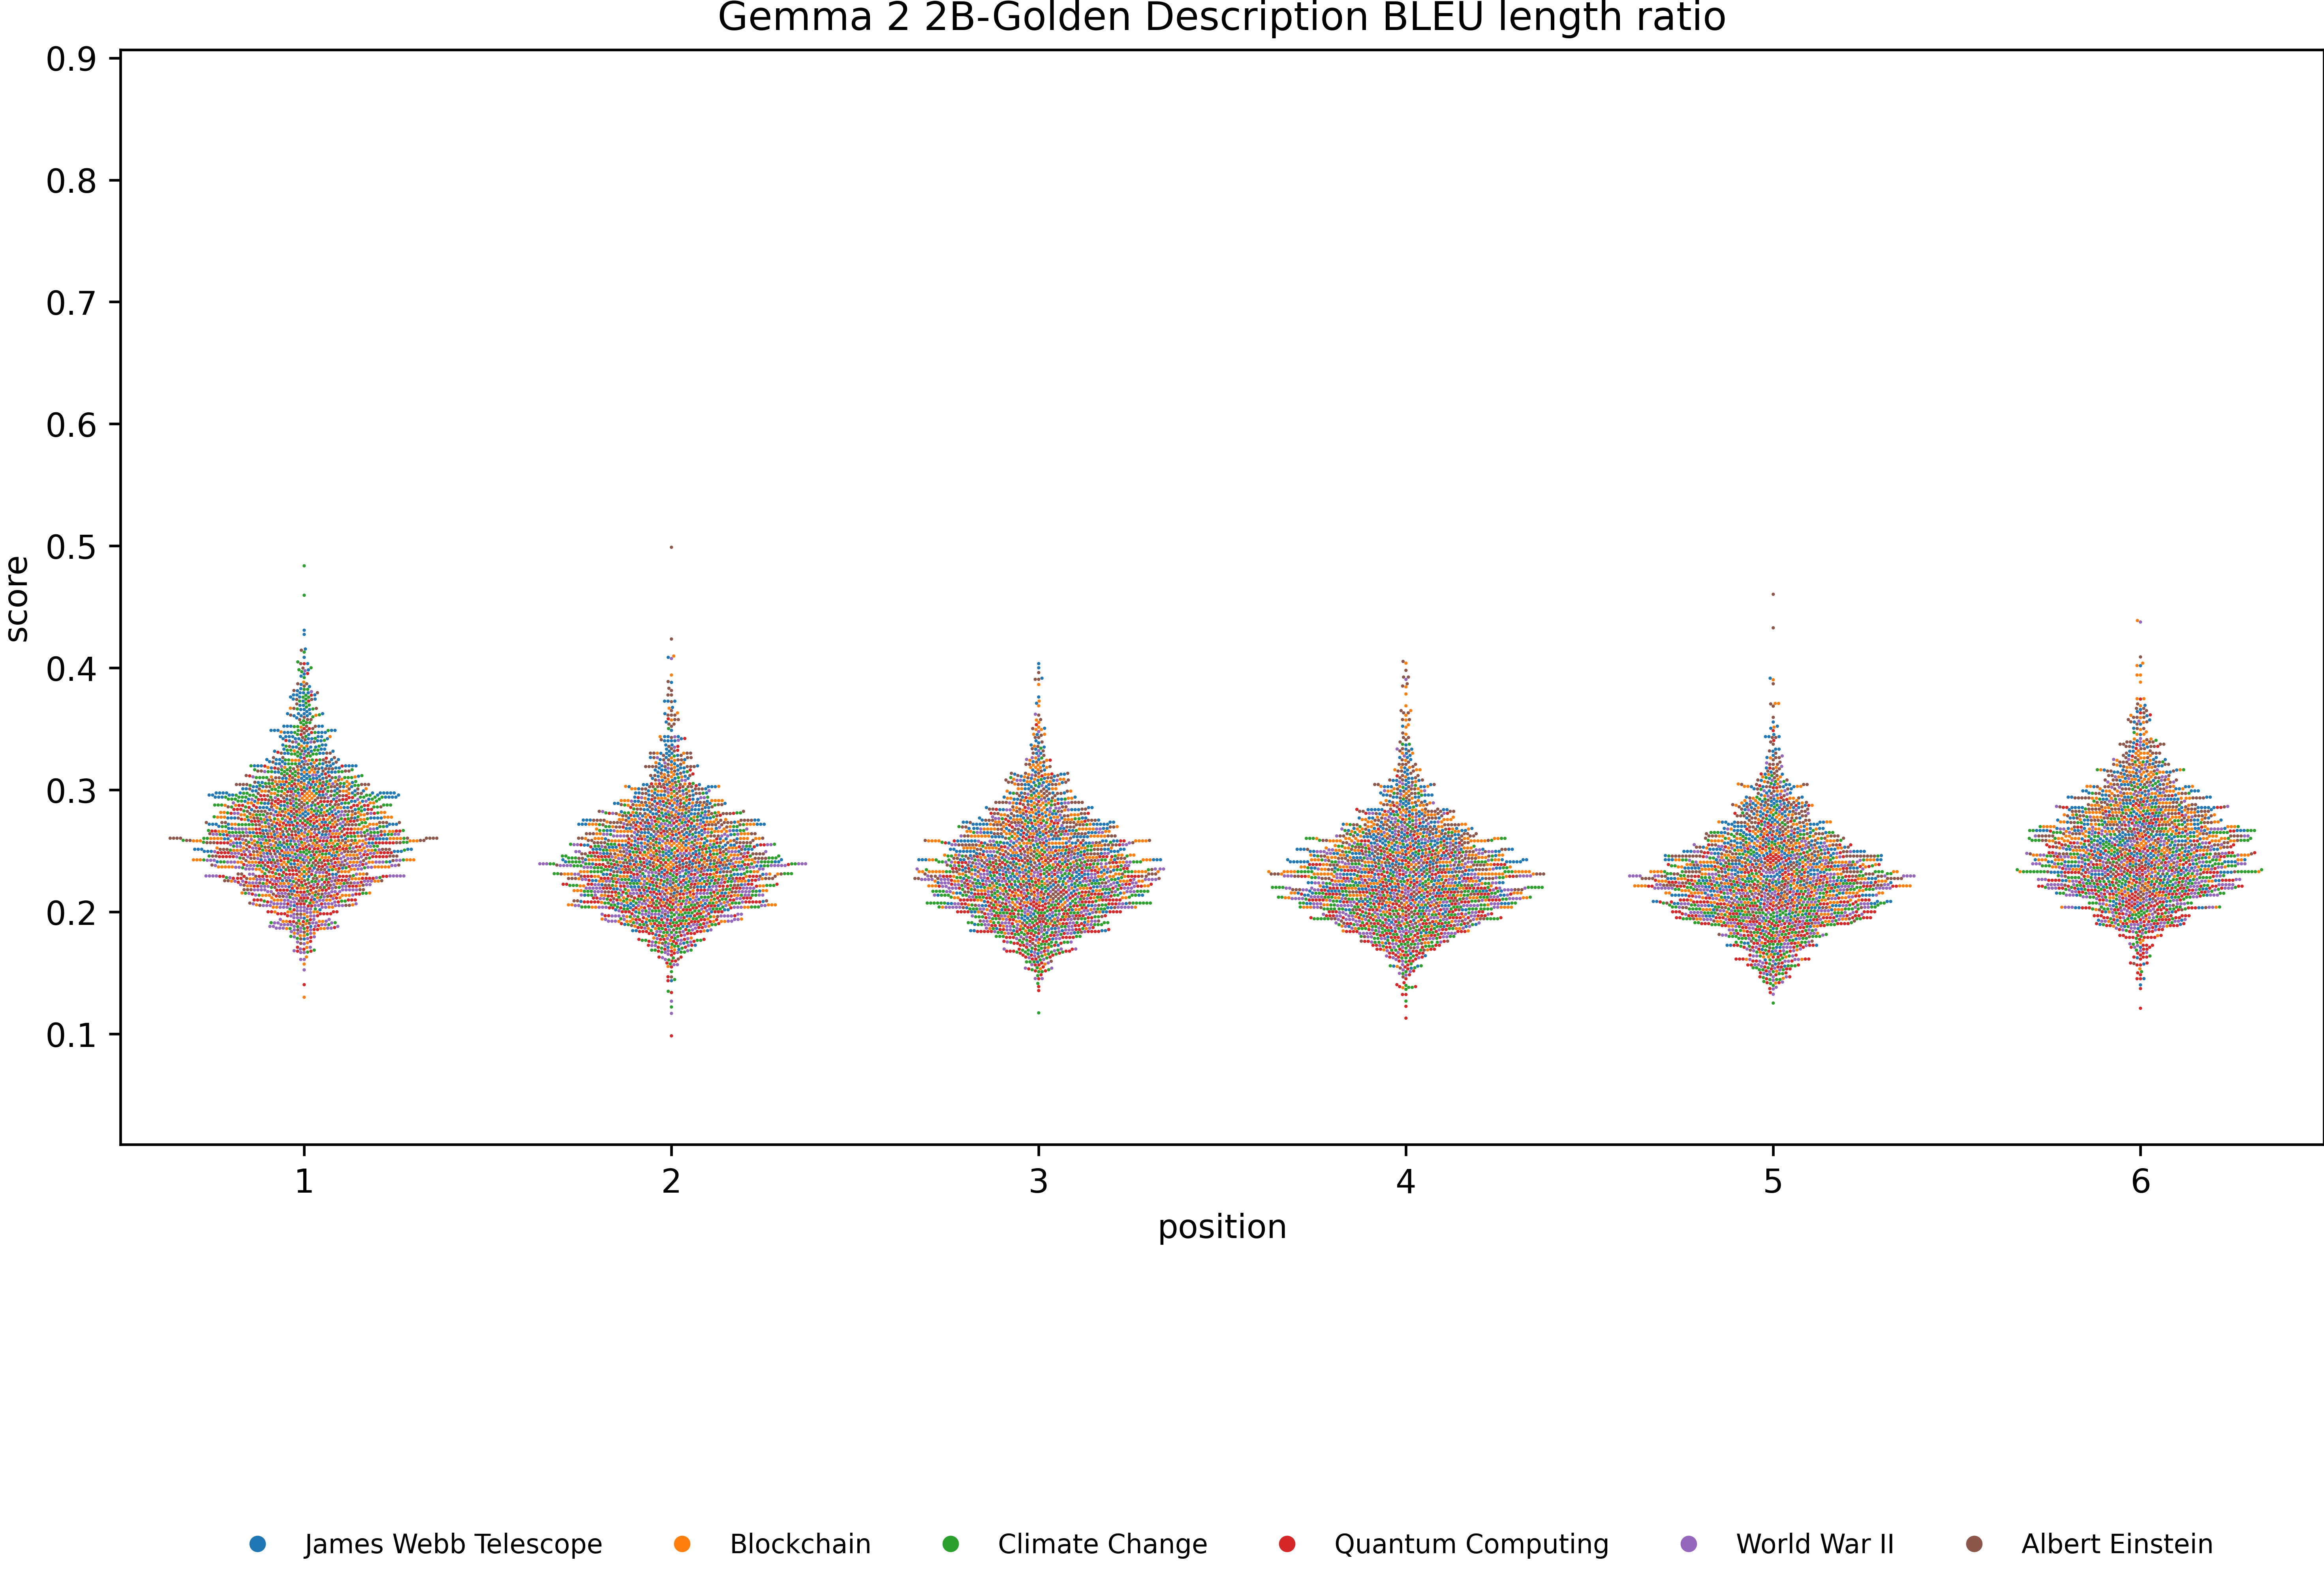 Gemma 2 2B-Golden Description BLEU length ratio
0.9
0.8
0.7
0.6
0.5
0.4
0.3
0.2
0.1
score
1 2 3 4 5 6
position
James Webb Telescope Blockchain Climate Change Quantum Computing World War II Albert Einstein